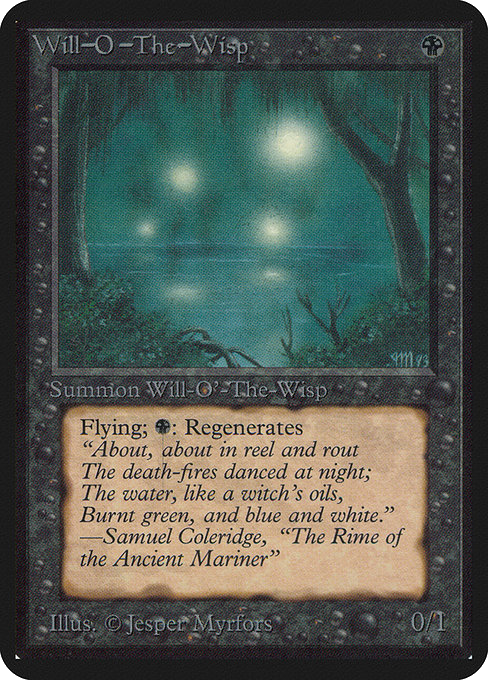 Will-O-The-Wisp
JM 93
Summon Will-O'-The-Wisp
Flying; : Regenerates
“About, about in reel and rout
The death-fires danced at night;
The water, like a witch’s oils,
Burnt green, and blue and white.”
—Samuel Coleridge, “The Rime of
the Ancient Mariner”
Illus. © Jesper Myrfors
0/1